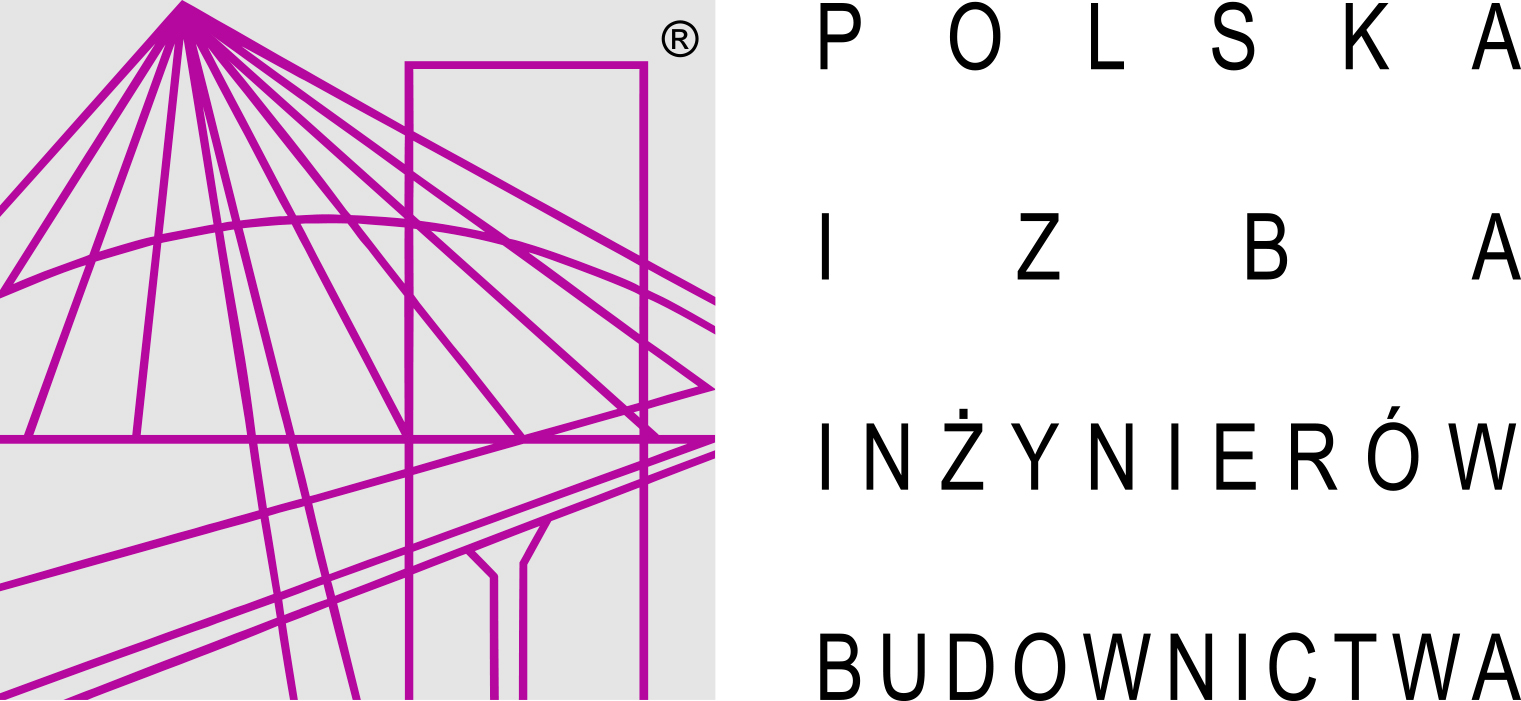 ®
POLSKA
IZBA
INŻYNIERÓW
BUDOWNICTWA